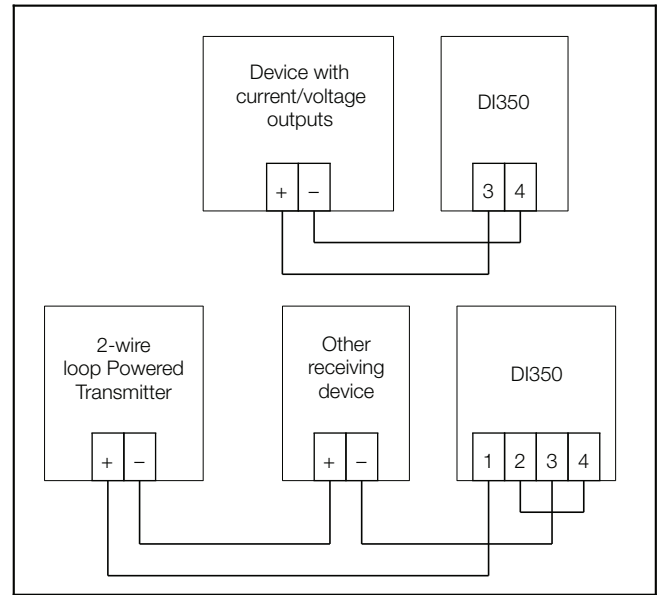 Device with
current/voltage
outputs
DI350
+ –
3 4
2-wire
loop Powered
Transmitter
Other
receiving
device
DI350
+ –
+ –
1 2 3 4